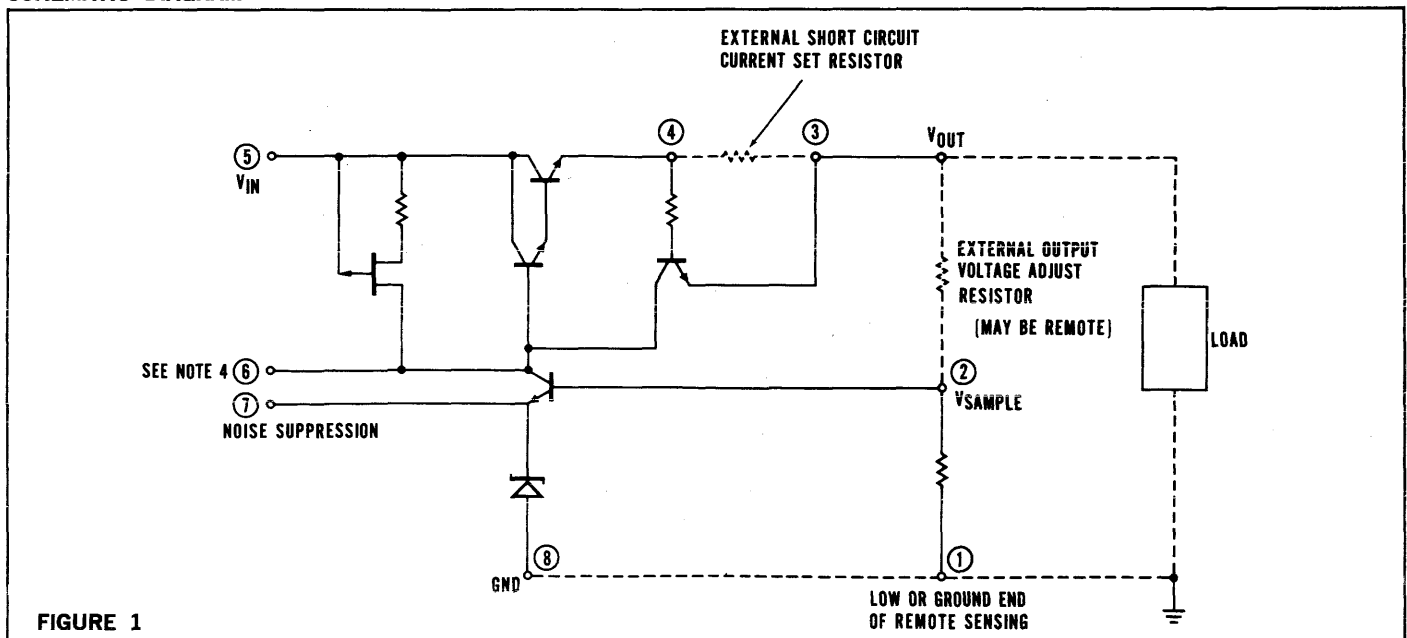 EXTERNAL SHORT CIRCUIT
CURRENT SET RESISTOR
④
③
VOUT
⑤
VIN
EXTERNAL OUTPUT
VOLTAGE ADJUST
RESISTOR
(MAY BE REMOTE)
LOAD
SEE NOTE 4 ⑥
②
VSAMPLE
⑦
NOISE SUPPRESSION
⑧
GND
①
LOW OR GROUND END
OF REMOTE SENSING
FIGURE 1